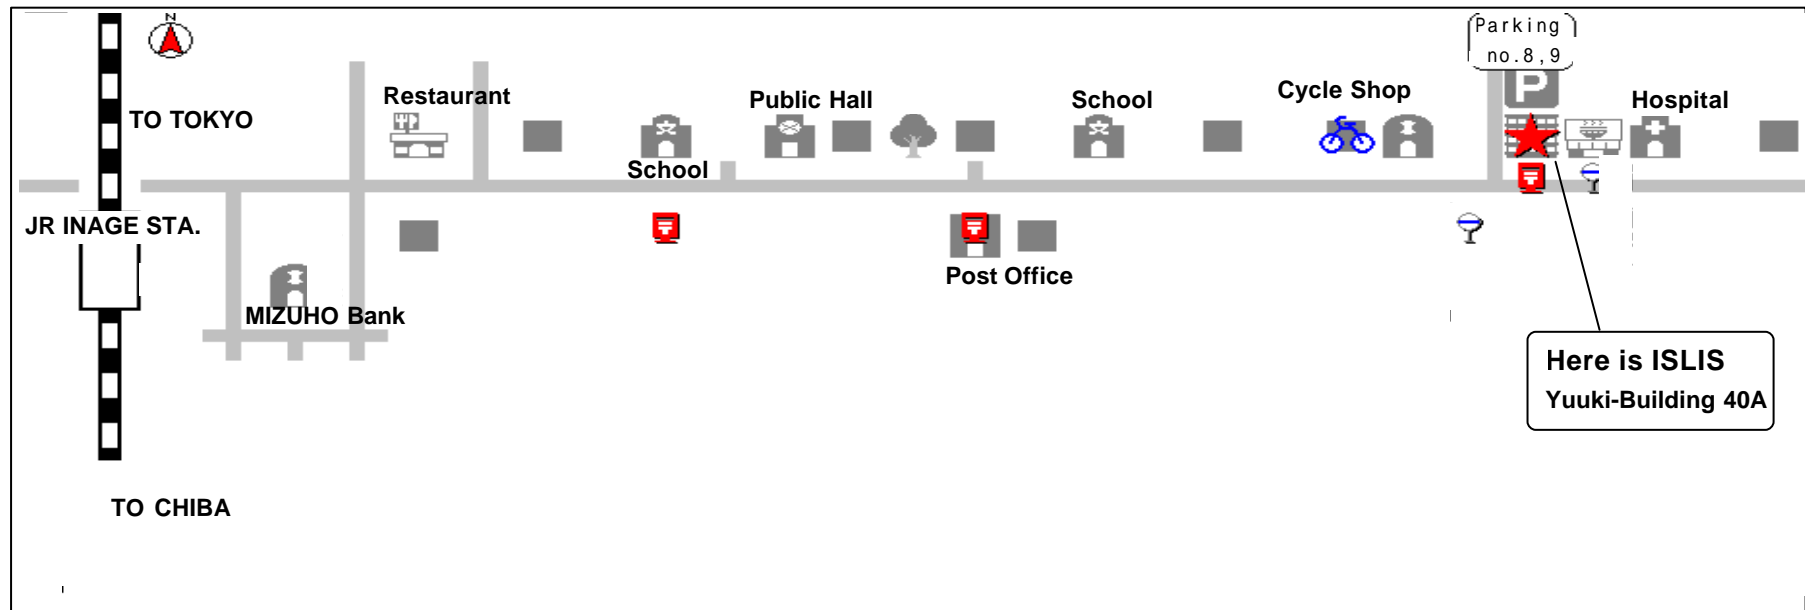 N
Parking
no.8,9
P
TO TOKYO
Restaurant
Public Hall
School
Cycle Shop
Hospital
School
JR INAGE STA.
Post Office
MIZUHO Bank
Here is ISLIS
Yuuki-Building 40A
TO CHIBA